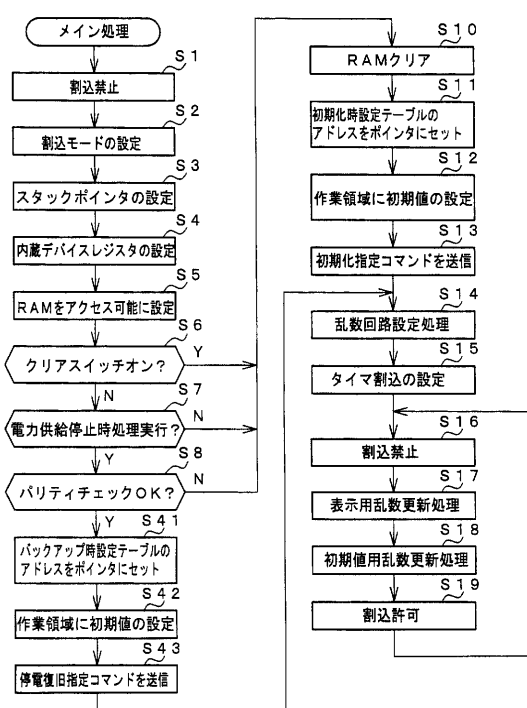 メイン処理
S1
割込禁止
S2
割込モードの設定
S3
スタックポインタの設定
S4
内蔵デバイスレジスタの設定
S5
RAMをアクセス可能に設定
S6
クリアスイッチオン?
Y
N
S7
電力供給停止時処理実行?
N
Y
S8
パリティチェックOK?
N
Y
S41
バックアップ時設定テーブルの
アドレスをポインタにセット
S42
作業領域に初期値の設定
S43
停電復旧指定コマンドを送信
S10
RAMクリア
S11
初期化時設定テーブルの
アドレスをポインタにセット
S12
作業領域に初期値の設定
S13
初期化指定コマンドを送信
S14
乱数回路設定処理
S15
タイマ割込の設定
S16
割込禁止
S17
表示用乱数更新処理
S18
初期値用乱数更新処理
S19
割込許可